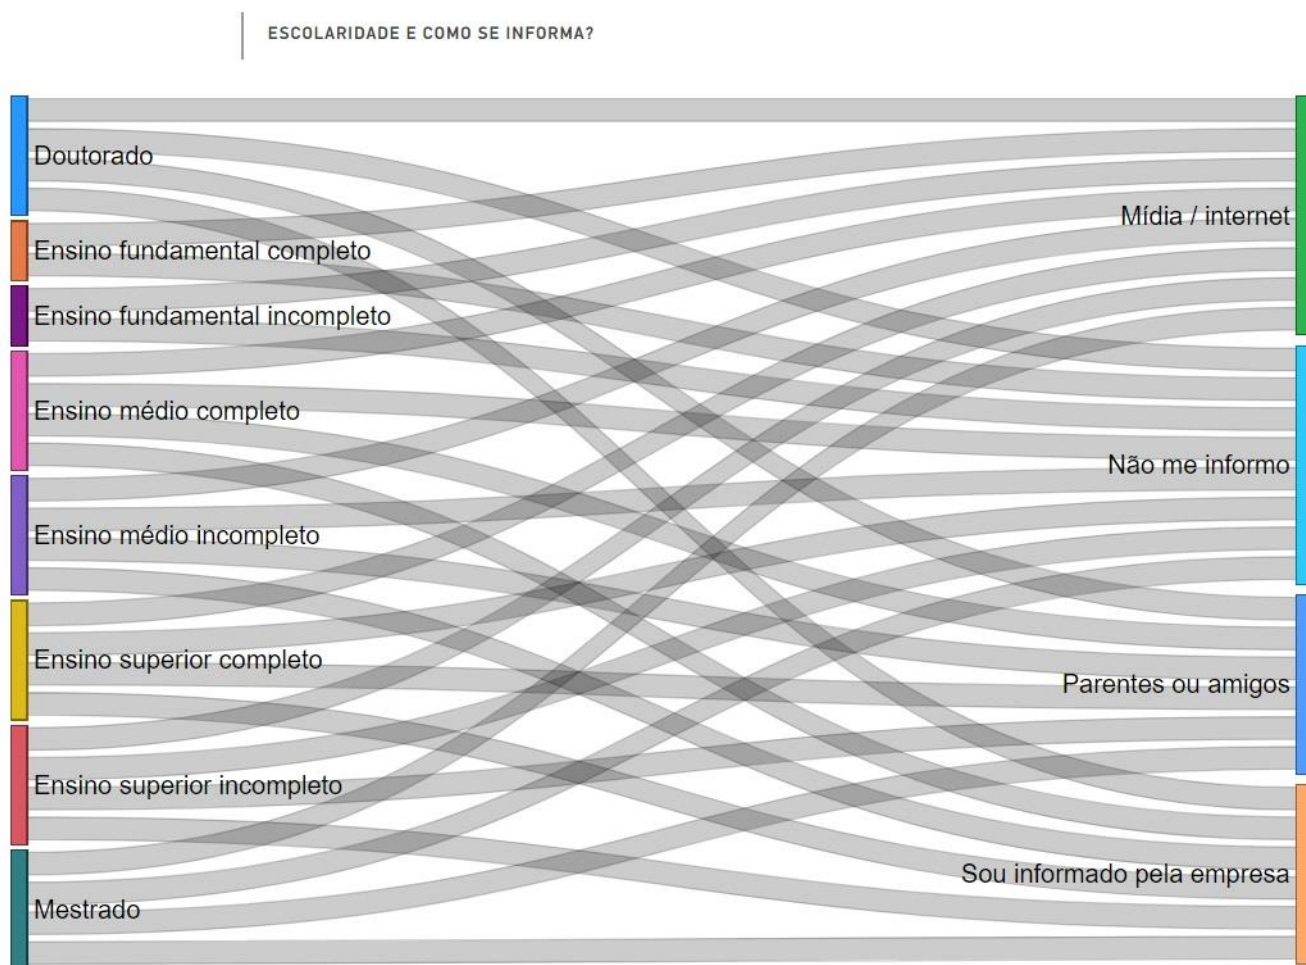 ESCOLARIDADE E COMO SE INFORMA?
Doutorado
Ensino fundamental completo
Ensino fundamental incompleto
Ensino médio completo
Ensino médio incompleto
Ensino superior completo
Ensino superior incompleto
Mestrado
Mídia / internet
Não me informo
Parentes ou amigos
Sou informado pela empresa